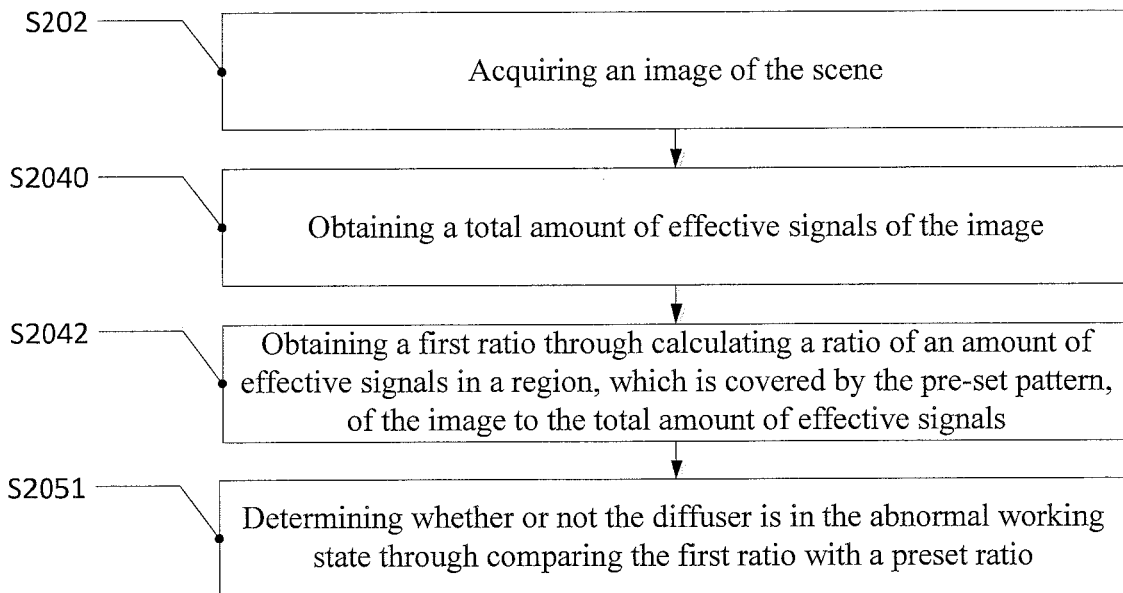 S202
Acquiring an image of the scene
S2040
Obtaining a total amount of effective signals of the image
S2042
Obtaining a first ratio through calculating a ratio of an amount of
effective signals in a region, which is covered by the pre-set pattern,
of the image to the total amount of effective signals
S2051
Determining whether or not the diffuser is in the abnormal working
state through comparing the first ratio with a preset ratio